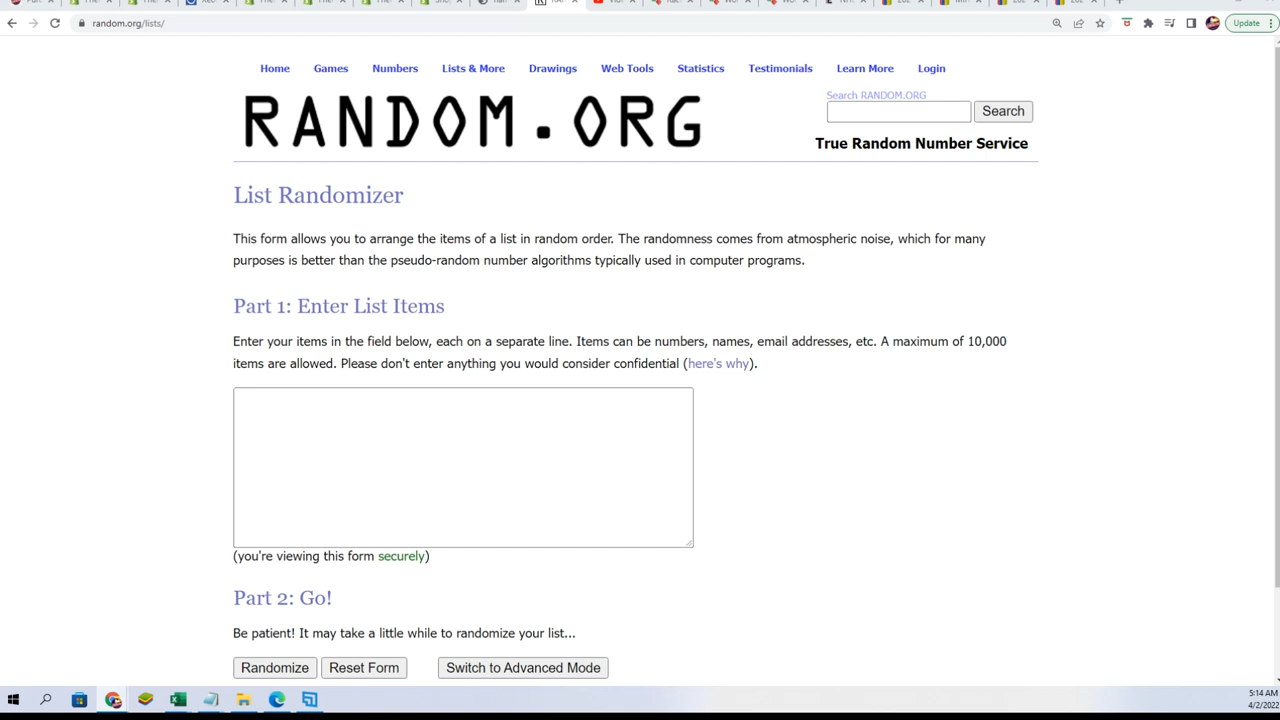 random.org/lists/
Update
Home Games Numbers Lists & More Drawings Web Tools Statistics Testimonials Learn More Login
RANDOM.ORG
Search RANDOM.ORG
Search
True Random Number Service
List Randomizer
This form allows you to arrange the items of a list in random order. The randomness comes from atmospheric noise, which for many
purposes is better than the pseudo-random number algorithms typically used in computer programs.
Part 1: Enter List Items
Enter your items in the field below, each on a separate line. Items can be numbers, names, email addresses, etc. A maximum of 10,000
items are allowed. Please don't enter anything you would consider confidential (here's why).
(you're viewing this form securely)
Part 2: Go!
Be patient! It may take a little while to randomize your list...
Randomize Reset Form Switch to Advanced Mode
5:14 AM
4/2/2022